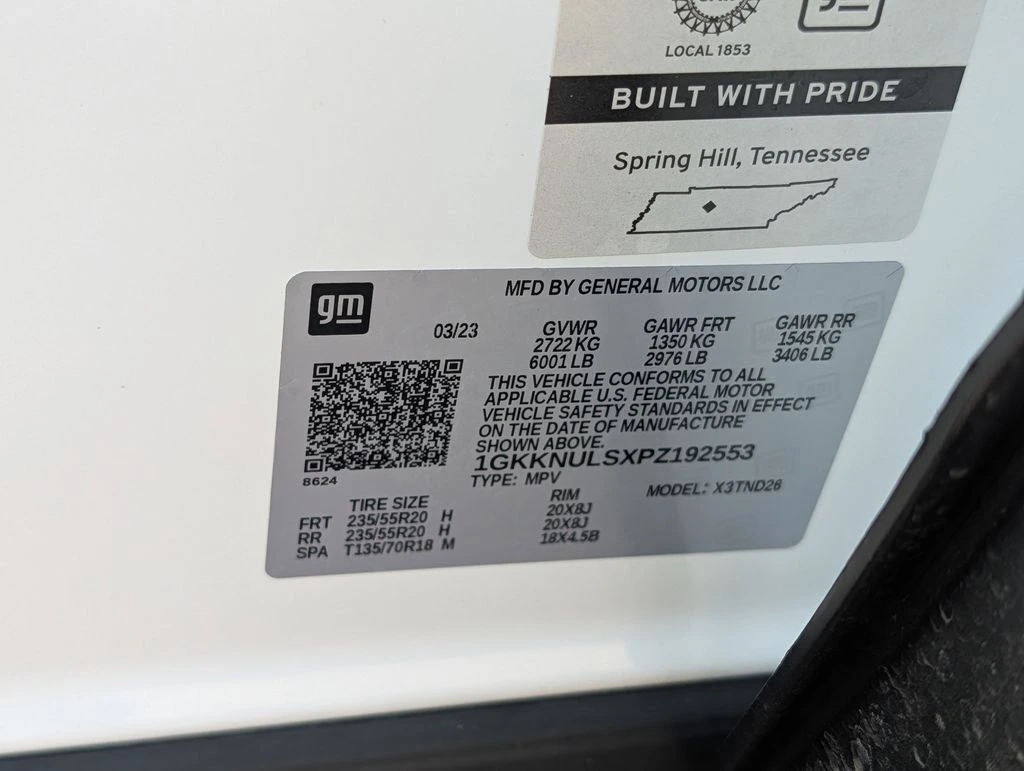 LOCAL 1853
gm
BUILT WITH PRIDE
Spring Hill, Tennessee
gm
MFD BY GENERAL MOTORS LLC
03/23
GVWR GAWR FRT GAWR RR
2722 KG 1350 KG 1545 KG
6001 LB 2976 LB 3406 LB
THIS VEHICLE CONFORMS TO ALL
APPLICABLE U.S. FEDERAL MOTOR
VEHICLE SAFETY STANDARDS IN EFFECT
ON THE DATE OF MANUFACTURE
SHOWN ABOVE.
1GKKNULSXPZ192553
8624
TYPE: MPV MODEL: X3TND26
TIRE SIZE RIM
FRT 235/55R20 H 20X8J
RR 235/55R20 H 20X8J
SPA T135/70R18 M 18X4.5B